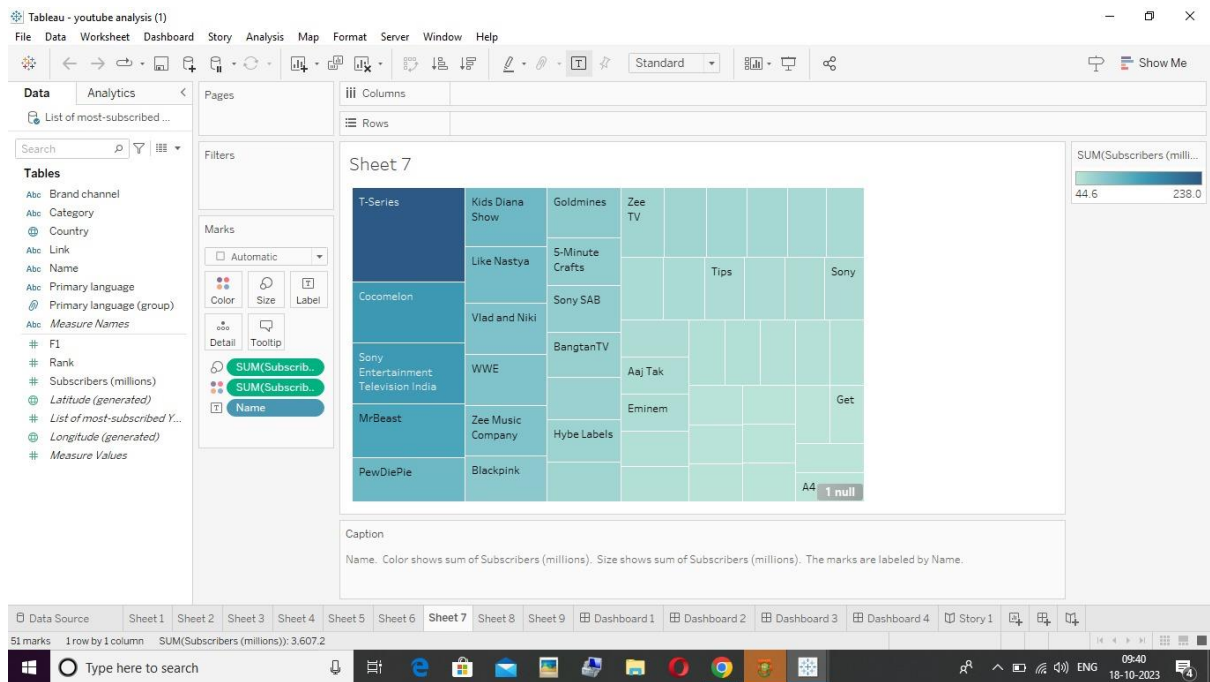 Tableau - youtube analysis (1)
File Data Worksheet Dashboard Story Analysis Map Format Server Window Help
Standard
Show Me
Data Analytics
List of most-subscribed ...
Search
Tables
Abc Brand channel
Abc Category
Country
Abc Link
Abc Name
Abc Primary language
Primary language (group)
Abc Measure Names
# F1
# Rank
# Subscribers (millions)
Latitude (generated)
# List of most-subscribed Y...
Longitude (generated)
# Measure Values
Pages
Filters
Marks
Automatic
Color Size Label
Detail Tooltip
SUM(Subscrib..
SUM(Subscrib..
Name
Columns
Rows
Sheet 7
T-Series
Cocomelon
Sony
Entertainment
Television India
MrBeast
PewDiePie
Kids Diana
Show
Like Nastya
Vlad and Niki
WWE
Zee Music
Company
Blackpink
Goldmines
5-Minute
Crafts
Sony SAB
BangtanTV
Hybe Labels
Zee
TV
Tips
Sony
Aaj Tak
Eminem
Get
A4
1 null
SUM(Subscribers (milli...
44.6 238.0
Caption
Name. Color shows sum of Subscribers (millions). Size shows sum of Subscribers (millions). The marks are labeled by Name.
Data Source Sheet 1 Sheet 2 Sheet 3 Sheet 4 Sheet 5 Sheet 6 Sheet 7 Sheet 8 Sheet 9 Dashboard 1 Dashboard 2 Dashboard 3 Dashboard 4 Story 1
51 marks 1 row by 1 column SUM(Subscribers (millions)): 3,607.2
Type here to search
ENG
09:40
18-10-2023
4